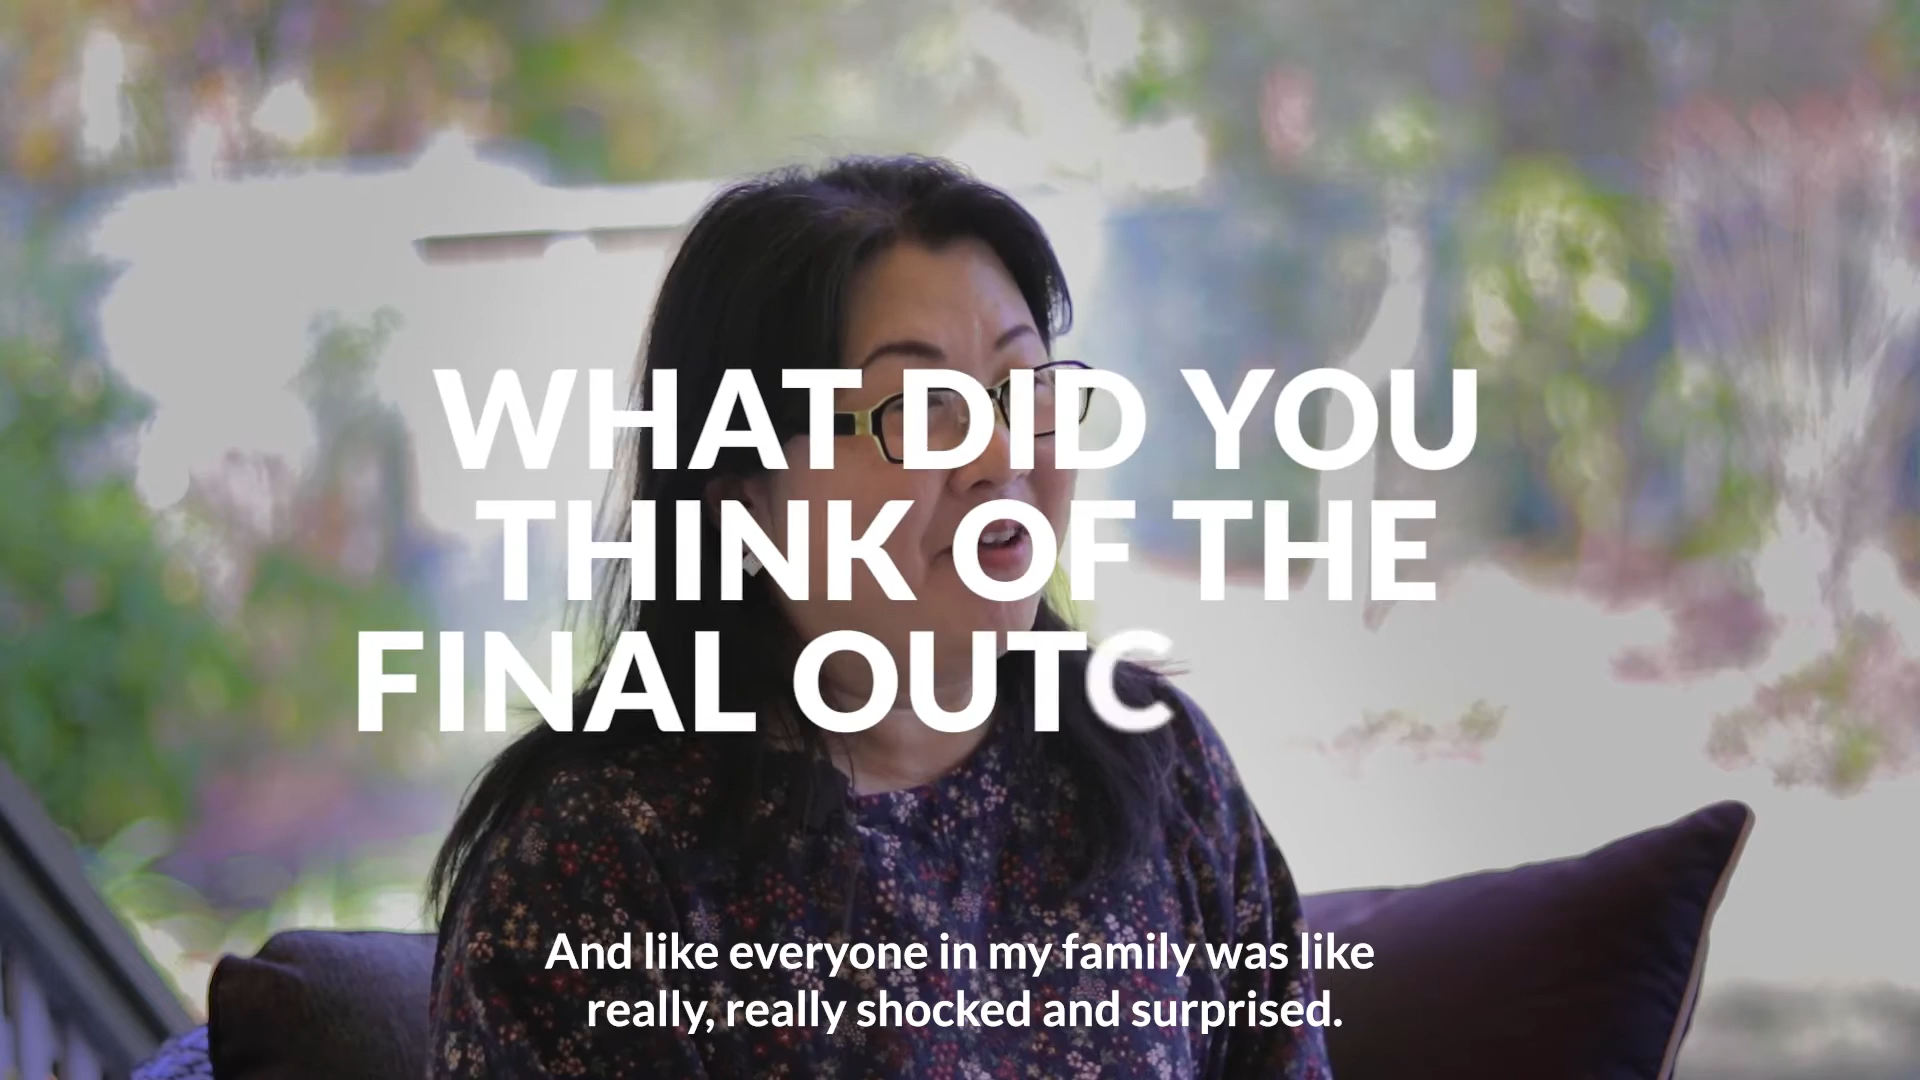 WHAT DID YOU
THINK OF THE
FINAL OUTC
And like everyone in my family was like
really, really shocked and surprised.